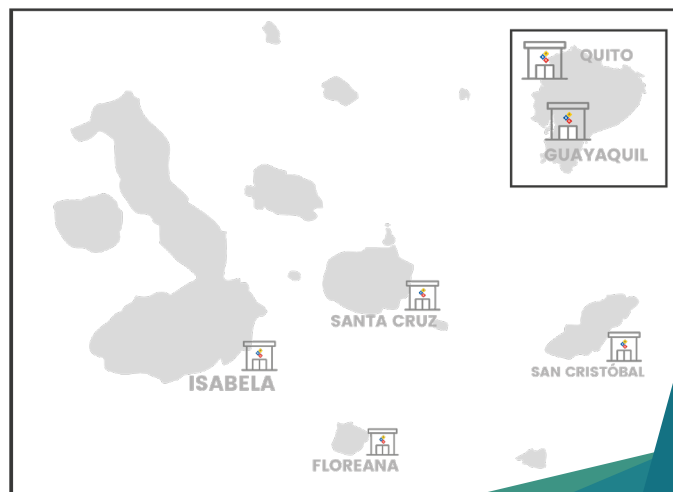 QUITO
GUAYAQUIL
SANTA CRUZ
SAN CRISTÓBAL
ISABELA
FLOREANA